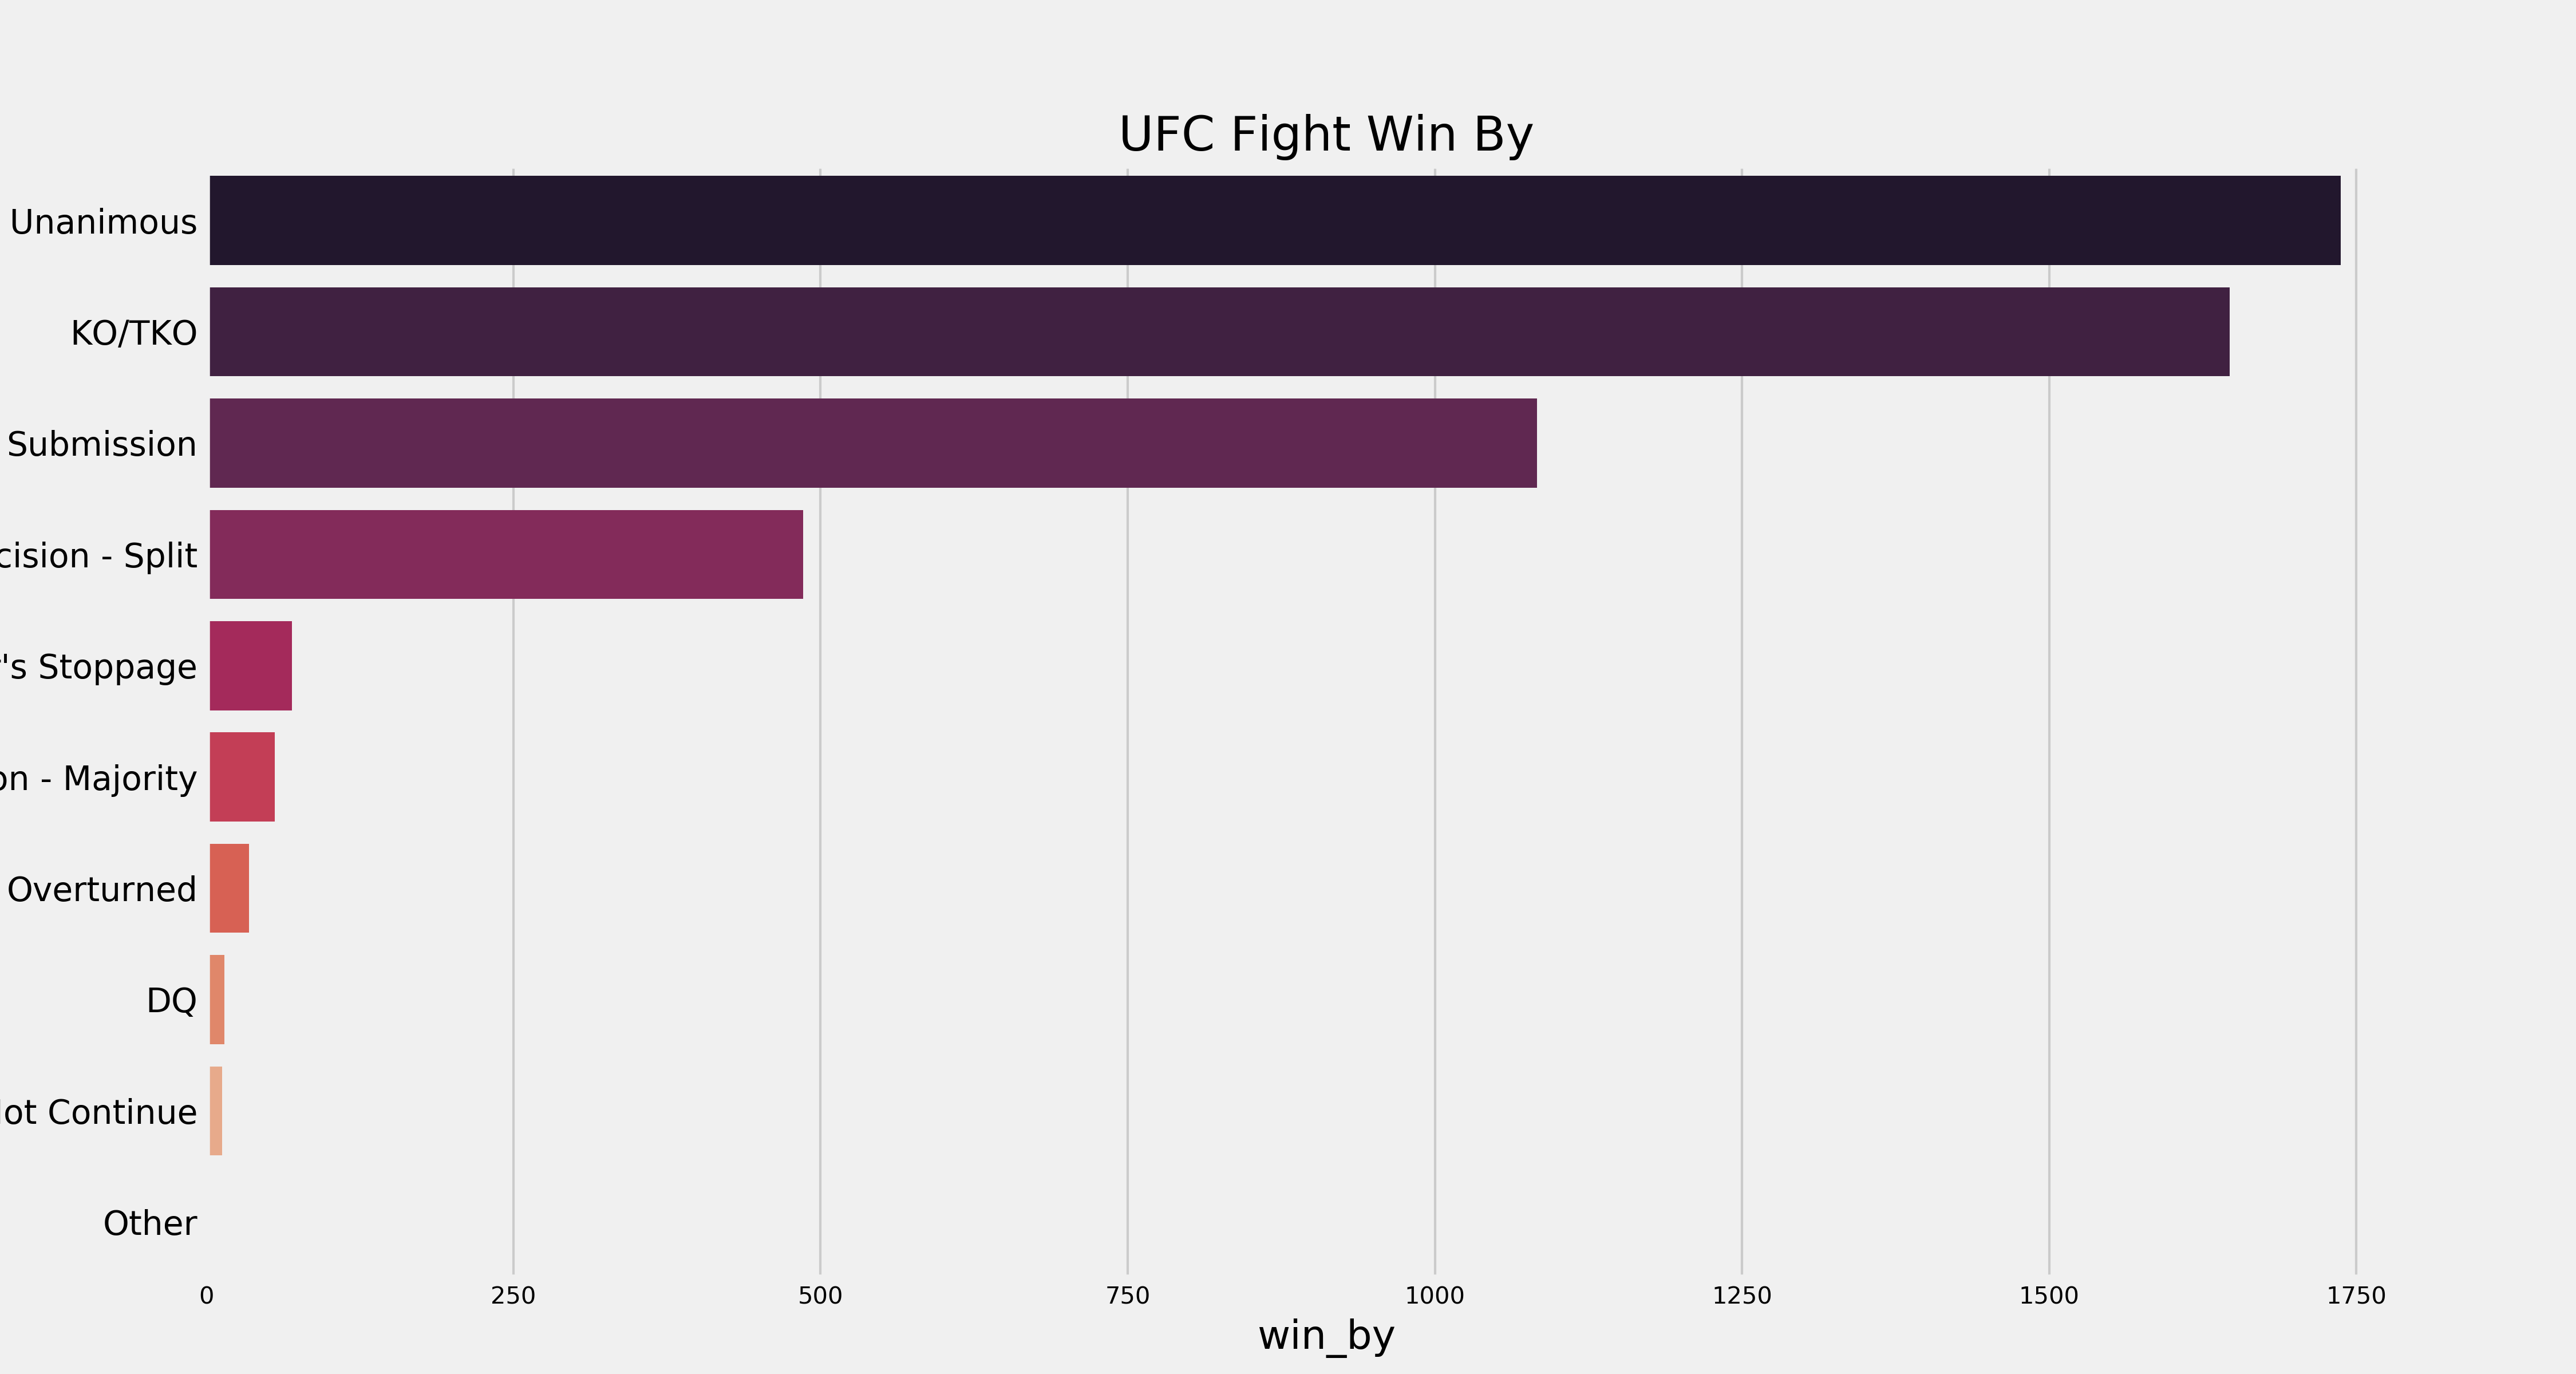 UFC Fight Win By
Unanimous
KO/TKO
Submission
cision - Split
's Stoppage
on - Majority
Overturned
DQ
ot Continue
Other
0 250 500 750 1000 1250 1500 1750
win_by